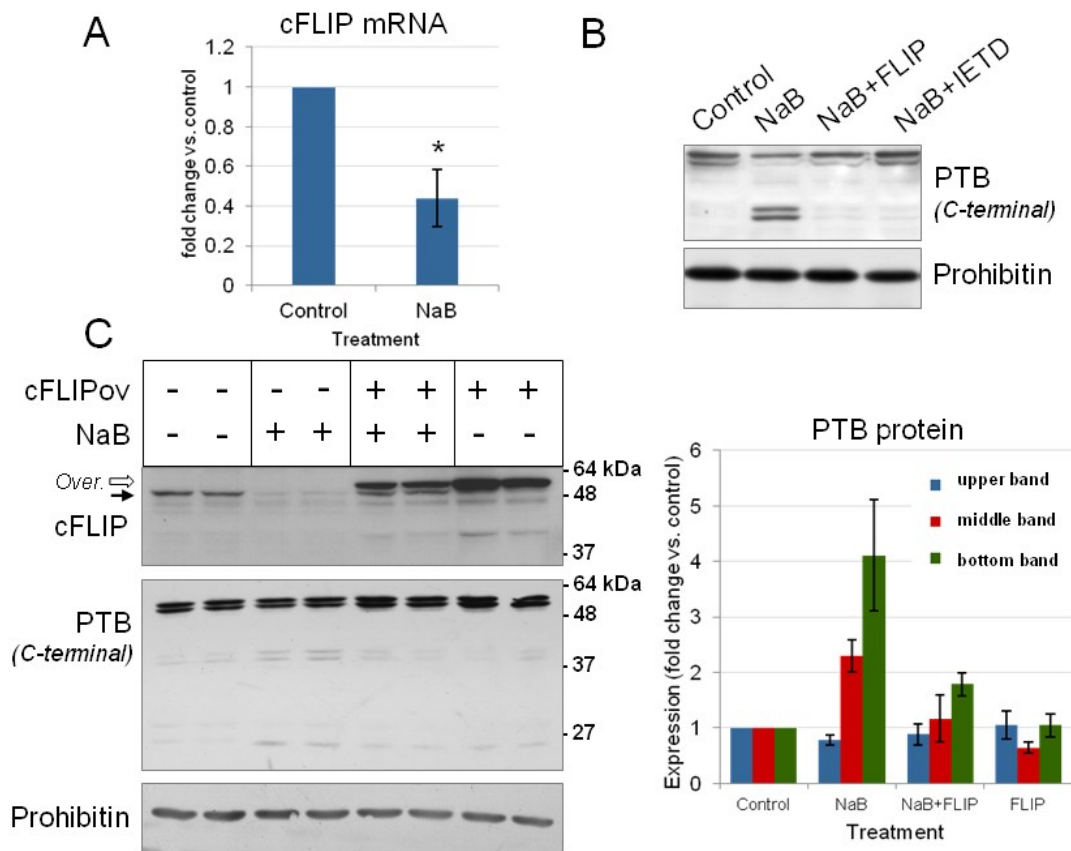 A
cFLIP mRNA
fold change vs. control
1.2
1
0.8
0.6
0.4
0.2
0
*
Control NaB
Treatment
B
Control NaB NaB+FLIP NaB+IETD
PTB
(C-terminal)
Prohibitin
C
cFLIPov - - - - + + + +
NaB - - + + + + - -
Over.
cFLIP
- 64 kDa
- 48
- 37
PTB
(C-terminal)
- 64 kDa
- 48
- 37
- 27
Prohibitin
PTB protein
Expression (fold change vs. control)
6
5
4
3
2
1
0
upper band
middle band
bottom band
Control NaB NaB+FLIP FLIP
Treatment